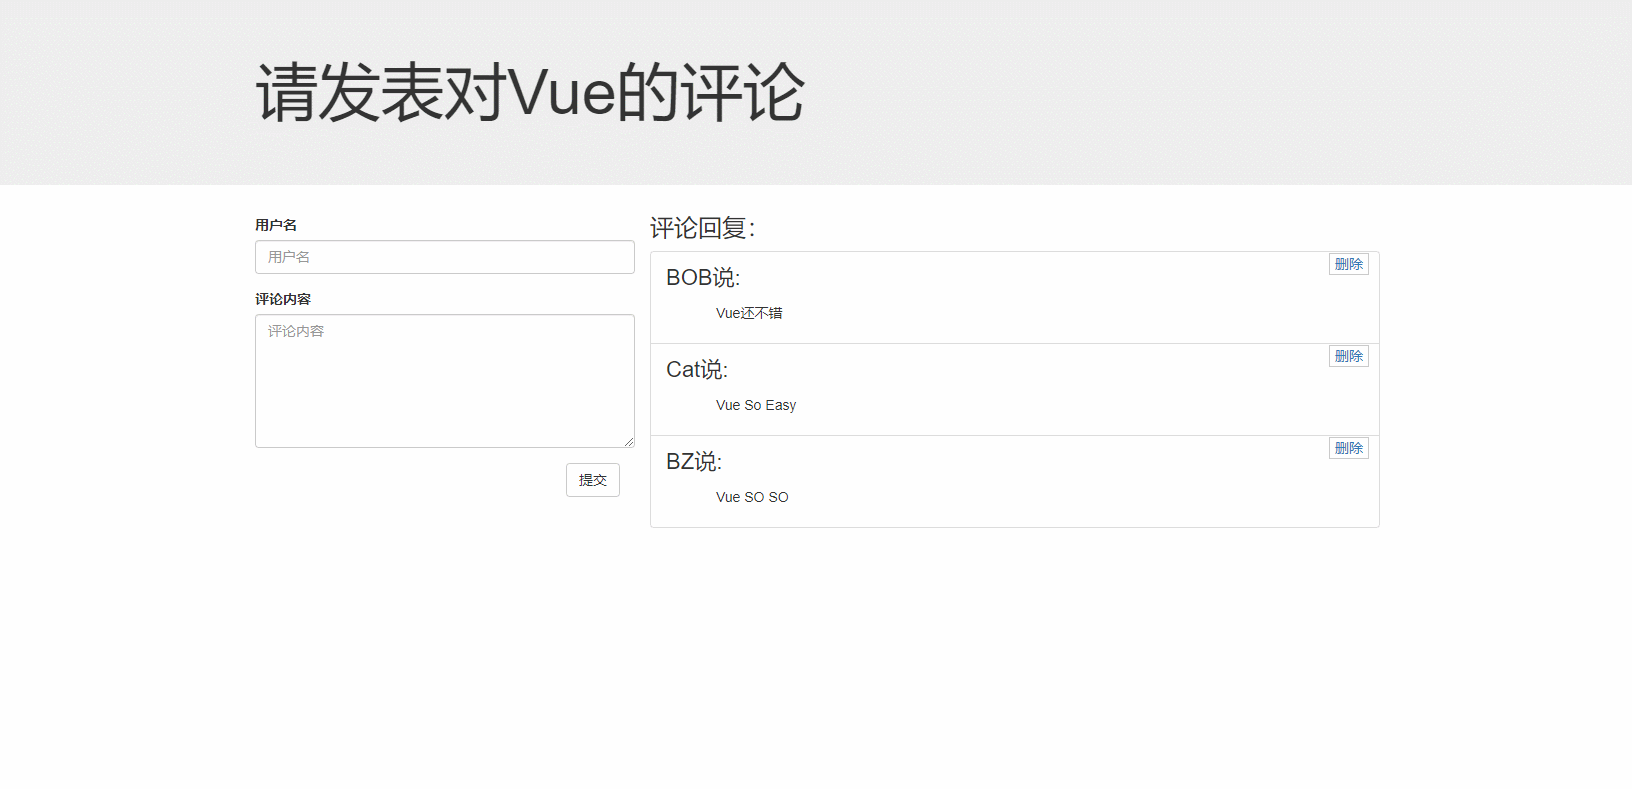 请发表对Vue的评论
用户名
用户名
评论内容
评论内容
提交
评论回复：
BOB说:
删除
Vue还不错
Cat说:
删除
Vue So Easy
BZ说:
删除
Vue SO SO